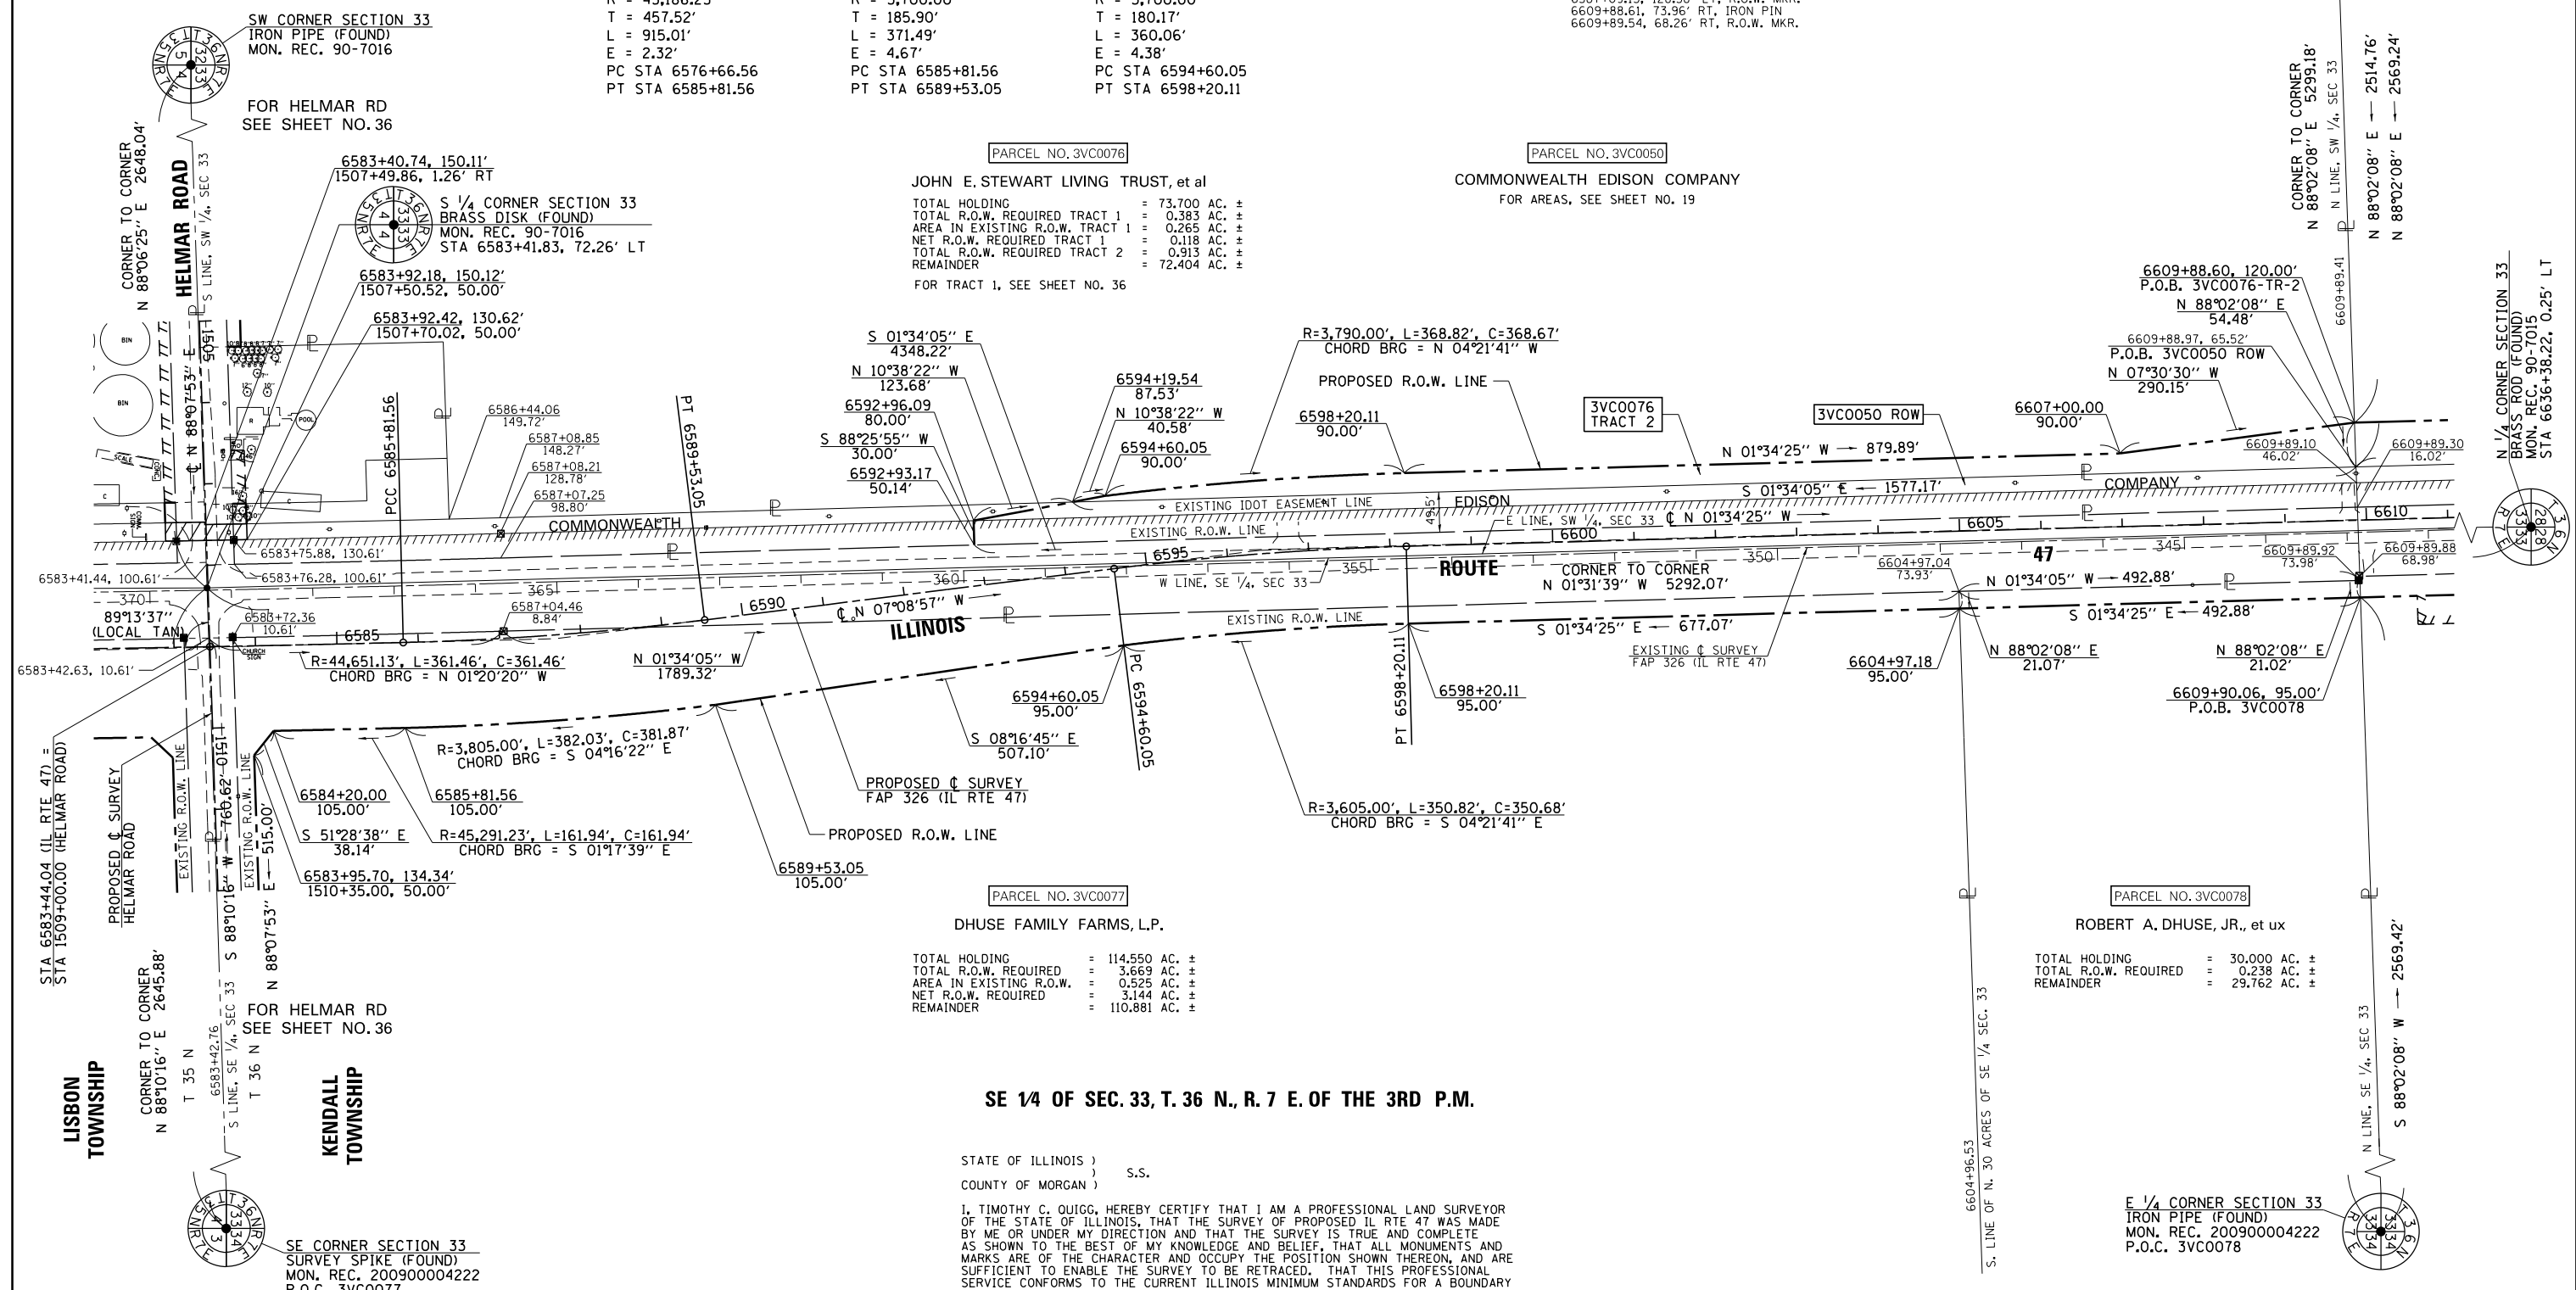 SW CORNER SECTION 33
IRON PIPE (FOUND)
MON. REC. 90-7016
FOR HELMAR RD
SEE SHEET NO. 36
T = 457.52'
L = 915.01'
E = 2.32'
PC STA 6576+66.56
PT STA 6585+81.56
T = 185.90'
L = 371.49'
E = 4.67'
PC STA 6585+81.56
PT STA 6589+53.05
T = 180.17'
L = 360.06'
E = 4.38'
PC STA 6594+60.05
PT STA 6598+20.11
6609+88.61, 73.96' RT, IRON PIN
6609+89.54, 68.26' RT, R.O.W. MKR.
CORNER TO CORNER
N 88°06'25'' E 2648.04'
HELMAR ROAD
S LINE, SW 1/4, SEC 33
6583+40.74, 150.11'
1507+49.86, 1.26' RT
S 1/4 CORNER SECTION 33
BRASS DISK (FOUND)
MON. REC. 90-7016
STA 6583+41.83, 72.26' LT
6583+92.18, 150.12'
1507+50.52, 50.00'
6583+92.42, 130.62'
1507+70.02, 50.00'
PARCEL NO. 3VC0076
JOHN E. STEWART LIVING TRUST, et al
TOTAL HOLDING = 73.700 AC. ±
TOTAL R.O.W. REQUIRED TRACT 1 = 0.383 AC. ±
AREA IN EXISTING R.O.W. TRACT 1 = 0.265 AC. ±
NET R.O.W. REQUIRED TRACT 1 = 0.118 AC. ±
TOTAL R.O.W. REQUIRED TRACT 2 = 0.913 AC. ±
REMAINDER = 72.404 AC. ±
FOR TRACT 1, SEE SHEET NO. 36
PARCEL NO. 3VC0050
COMMONWEALTH EDISON COMPANY
FOR AREAS, SEE SHEET NO. 19
CORNER TO CORNER
N 88°02'08'' E 5299.18'
N LINE, SW 1/4, SEC 33
N 88°02'08'' E 2514.76'
N 88°02'08'' E 2569.24'
6609+89.41
6609+88.60, 120.00'
P.O.B. 3VC0076-TR-2
N 88°02'08'' E
54.48'
6609+88.97, 65.52'
P.O.B. 3VC0050 ROW
N 07°30'30'' W
290.15'
6607+00.00
90.00'
N 1/4 CORNER SECTION 33
BRASS ROD (FOUND)
MON. REC. 90-7015
STA 6636+38.22, 0.25' LT
BIN
BIN
SCALE
C
R
POOL
C
1505
℄ N 88°07'53'' E
PCC 6585+81.56
6586+44.06
149.72'
6587+08.85
148.27'
6587+08.21
128.78'
6587+07.25
98.80'
PT 6589+53.05
S 01°34'05'' E
4348.22'
N 10°38'22'' W
123.68'
6592+96.09
80.00'
S 88°25'55'' W
30.00'
6592+93.17
50.14'
6594+19.54
87.53'
N 10°38'22'' W
40.58'
6594+60.05
90.00'
R=3,790.00', L=368.82', C=368.67'
CHORD BRG = N 04°21'41'' W
PROPOSED R.O.W. LINE
6598+20.11
90.00'
3VC0076
TRACT 2
3VC0050 ROW
N 01°34'25'' W 879.89'
6609+89.10
46.02'
6609+89.30
16.02'
COMMONWEALTH
EXISTING IDOT EASEMENT LINE
49.5'
EDISON
S 01°34'05'' E 1577.17'
COMPANY
EXISTING R.O.W. LINE
E LINE, SW 1/4, SEC 33
℄ N 01°34'25'' W
6595
6600
6605
6610
6583+75.88, 130.61'
6583+41.44, 100.61'
6583+76.28, 100.61'
370
365
360
355
350
345
W LINE, SE 1/4, SEC 33
ROUTE
CORNER TO CORNER
N 01°31'39'' W 5292.07'
47
6604+97.04
73.93'
6609+89.92
73.98'
6609+89.88
68.98'
N 01°34'05'' W 492.88'
89°13'37''
(LOCAL TAN)
6583+72.36
10.61'
CHURCH
SIGN
6585
6587+04.46
8.84'
6590
℄ N 07°08'57'' W
ILLINOIS
EXISTING R.O.W. LINE
S 01°34'25'' E 677.07'
S 01°34'25'' E 492.88'
6583+42.63, 10.61'
R=44,651.13', L=361.46', C=361.46'
CHORD BRG = N 01°20'20'' W
N 01°34'05'' W
1789.32'
PC 6594+60.05
PT 6598+20.11
EXISTING ℄ SURVEY
FAP 326 (IL RTE 47)
6604+97.18
95.00'
N 88°02'08'' E
21.07'
N 88°02'08'' E
21.02'
6609+90.06, 95.00'
P.O.B. 3VC0078
6594+60.05
95.00'
6598+20.11
95.00'
R=3,805.00', L=382.03', C=381.87'
CHORD BRG = S 04°16'22'' E
S 08°16'45'' E
507.10'
PROPOSED ℄ SURVEY
FAP 326 (IL RTE 47)
PROPOSED R.O.W. LINE
R=3,605.00', L=350.82', C=350.68'
CHORD BRG = S 04°21'41'' E
6584+20.00
105.00'
6585+81.56
105.00'
S 51°28'38'' E
38.14'
R=45,291.23', L=161.94', C=161.94'
CHORD BRG = S 01°17'39'' E
6583+95.70, 134.34'
1510+35.00, 50.00'
6589+53.05
105.00'
STA 6583+44.04 (IL RTE 47) =
STA 1509+00.00 (HELMAR ROAD)
PROPOSED ℄ SURVEY
HELMAR ROAD
EXISTING R.O.W. LINE
1510
S 88°10'16'' W 760.62'
EXISTING R.O.W. LINE
N 88°07'53'' E 515.00'
PARCEL NO. 3VC0077
DHUSE FAMILY FARMS, L.P.
TOTAL HOLDING = 114.550 AC. ±
TOTAL R.O.W. REQUIRED = 3.669 AC. ±
AREA IN EXISTING R.O.W. = 0.525 AC. ±
NET R.O.W. REQUIRED = 3.144 AC. ±
REMAINDER = 110.881 AC. ±
PARCEL NO. 3VC0078
ROBERT A. DHUSE, JR., et ux
TOTAL HOLDING = 30.000 AC. ±
TOTAL R.O.W. REQUIRED = 0.238 AC. ±
REMAINDER = 29.762 AC. ±
CORNER TO CORNER
N 88°10'16'' E 2645.88'
FOR HELMAR RD
SEE SHEET NO. 36
T 35 N
6583+42.76
S LINE, SE 1/4, SEC 33
T 36 N
LISBON
TOWNSHIP
KENDALL
TOWNSHIP
6604+96.53
S. LINE OF N. 30 ACRES OF SE 1/4 SEC. 33
N LINE, SE 1/4, SEC 33
S 88°02'08'' W 2569.42'
SE 1/4 OF SEC. 33, T. 36 N., R. 7 E. OF THE 3RD P.M.
STATE OF ILLINOIS )
) S.S.
COUNTY OF MORGAN )
I, TIMOTHY C. QUIGG, HEREBY CERTIFY THAT I AM A PROFESSIONAL LAND SURVEYOR
OF THE STATE OF ILLINOIS, THAT THE SURVEY OF PROPOSED IL RTE 47 WAS MADE
BY ME OR UNDER MY DIRECTION AND THAT THE SURVEY IS TRUE AND COMPLETE
AS SHOWN TO THE BEST OF MY KNOWLEDGE AND BELIEF, THAT ALL MONUMENTS AND
MARKS ARE OF THE CHARACTER AND OCCUPY THE POSITION SHOWN THEREON, AND ARE
SUFFICIENT TO ENABLE THE SURVEY TO BE RETRACED. THAT THIS PROFESSIONAL
SERVICE CONFORMS TO THE CURRENT ILLINOIS MINIMUM STANDARDS FOR A BOUNDARY
SE CORNER SECTION 33
SURVEY SPIKE (FOUND)
MON. REC. 200900004222
P.O.C. 3VC0077
E 1/4 CORNER SECTION 33
IRON PIPE (FOUND)
MON. REC. 200900004222
P.O.C. 3VC0078